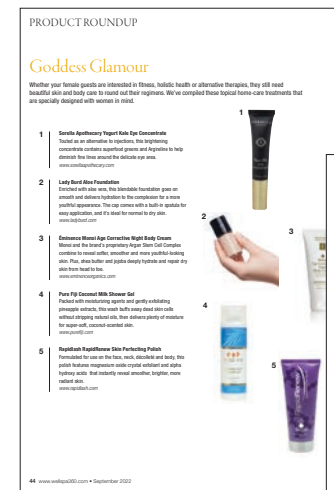 PRODUCT ROUNDUP
Goddess Glamour
Whether your female guests are interested in fitness, holistic health or alternative therapies, they still need
beautiful skin and body care to round out their regimens. We've compiled these topical home-care treatments that
are specially designed with women in mind.
1
1 Sorella Apothecary Yogurt Kale Eye Concentrate
Touted as an alternative to injections, this brightening
concentrate contains superfood greens and Argireline to help
diminish fine lines around the delicate eye area.
www.sorellaapothecary.com
2 Lady Burd Aloe Foundation
Enriched with aloe vera, this blendable foundation goes on
smooth and delivers hydration to the complexion for a more
youthful appearance. The cap comes with a built-in spatula for
easy application, and it's ideal for normal to dry skin.
www.ladyburd.com
2
3 Éminence Monoi Age Corrective Night Body Cream
Monoi and the brand's proprietary Argan Stem Cell Complex
combine to reveal softer, smoother and more youthful-looking
skin. Plus, shea butter and jojoba deeply hydrate and repair dry
skin from head to toe.
www.eminenceorganics.com
3
4 Pure Fiji Coconut Milk Shower Gel
Packed with moisturizing agents and gently exfoliating
pineapple extracts, this wash buffs away dead skin cells
without stripping natural oils, then delivers plenty of moisture
for super-soft, coconut-scented skin.
www.purefiji.com
4
5 Rapidlash RapidRenew Skin Perfecting Polish
Formulated for use on the face, neck, décolleté and body, this
polish features magnesium oxide crystal exfoliant and alpha
hydroxy acids that instantly reveal smoother, brighter, more
radiant skin.
www.rapidlash.com
5
RapidRenew
44 www.wellspa360.com • September 2022